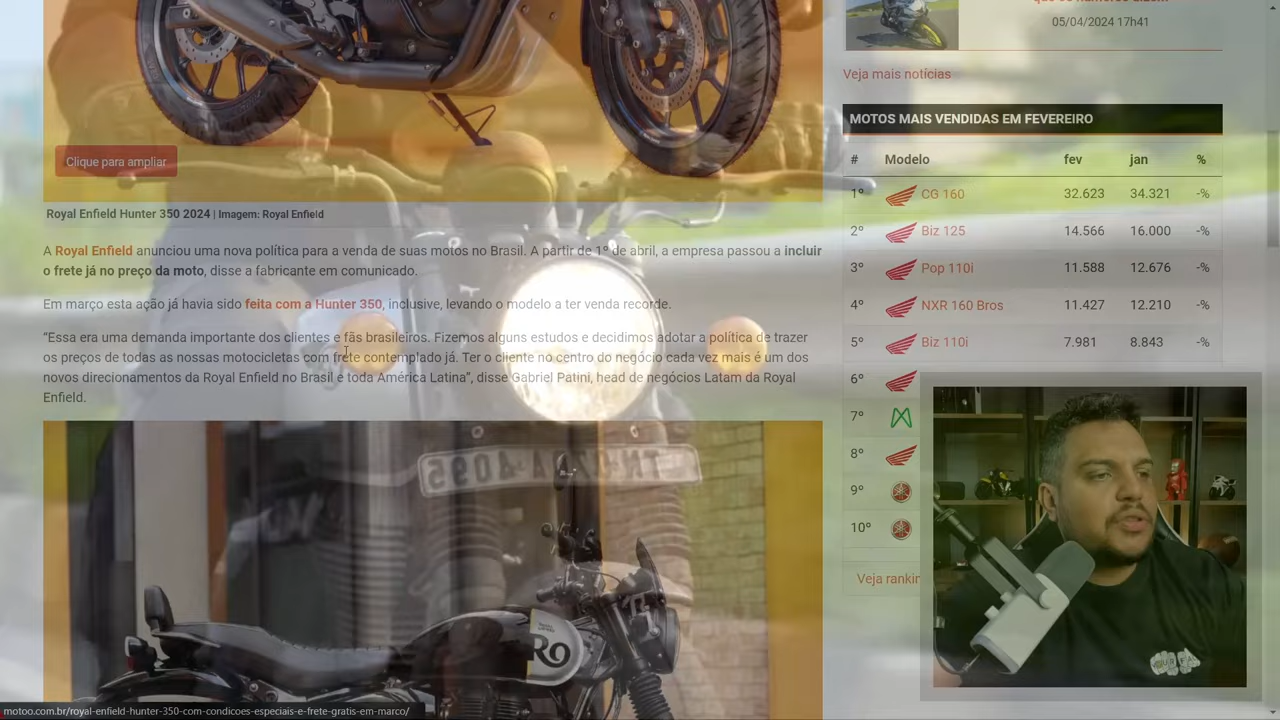 que os números dizem
05/04/2024 17h41
Veja mais notícias
MOTOS MAIS VENDIDAS EM FEVEREIRO
# Modelo fev jan %
1º CG 160 32.623 34.321 -%
2º Biz 125 14.566 16.000 -%
3º Pop 110i 11.588 12.676 -%
4º NXR 160 Bros 11.427 12.210 -%
5º Biz 110i 7.981 8.843 -%
6º
7º
8º
9º
10º
Veja rankin
Clique para ampliar
Royal Enfield Hunter 350 2024 | Imagem: Royal Enfield
A Royal Enfield anunciou uma nova política para a venda de suas motos no Brasil. A partir de 1º de abril, a empresa passou a incluir
o frete já no preço da moto, disse a fabricante em comunicado.
Em março esta ação já havia sido feita com a Hunter 350, inclusive, levando o modelo a ter venda recorde.
“Essa era uma demanda importante dos clientes e fãs brasileiros. Fizemos alguns estudos e decidimos adotar a política de trazer
os preços de todas as nossas motocicletas com frete contemplado já. Ter o cliente no centro do negócio cada vez mais é um dos
novos direcionamentos da Royal Enfield no Brasil e toda América Latina”, disse Gabriel Patini, head de negócios Latam da Royal
Enfield.
motoo.com.br/royal-enfield-hunter-350-com-condicoes-especiais-e-frete-gratis-em-marco/